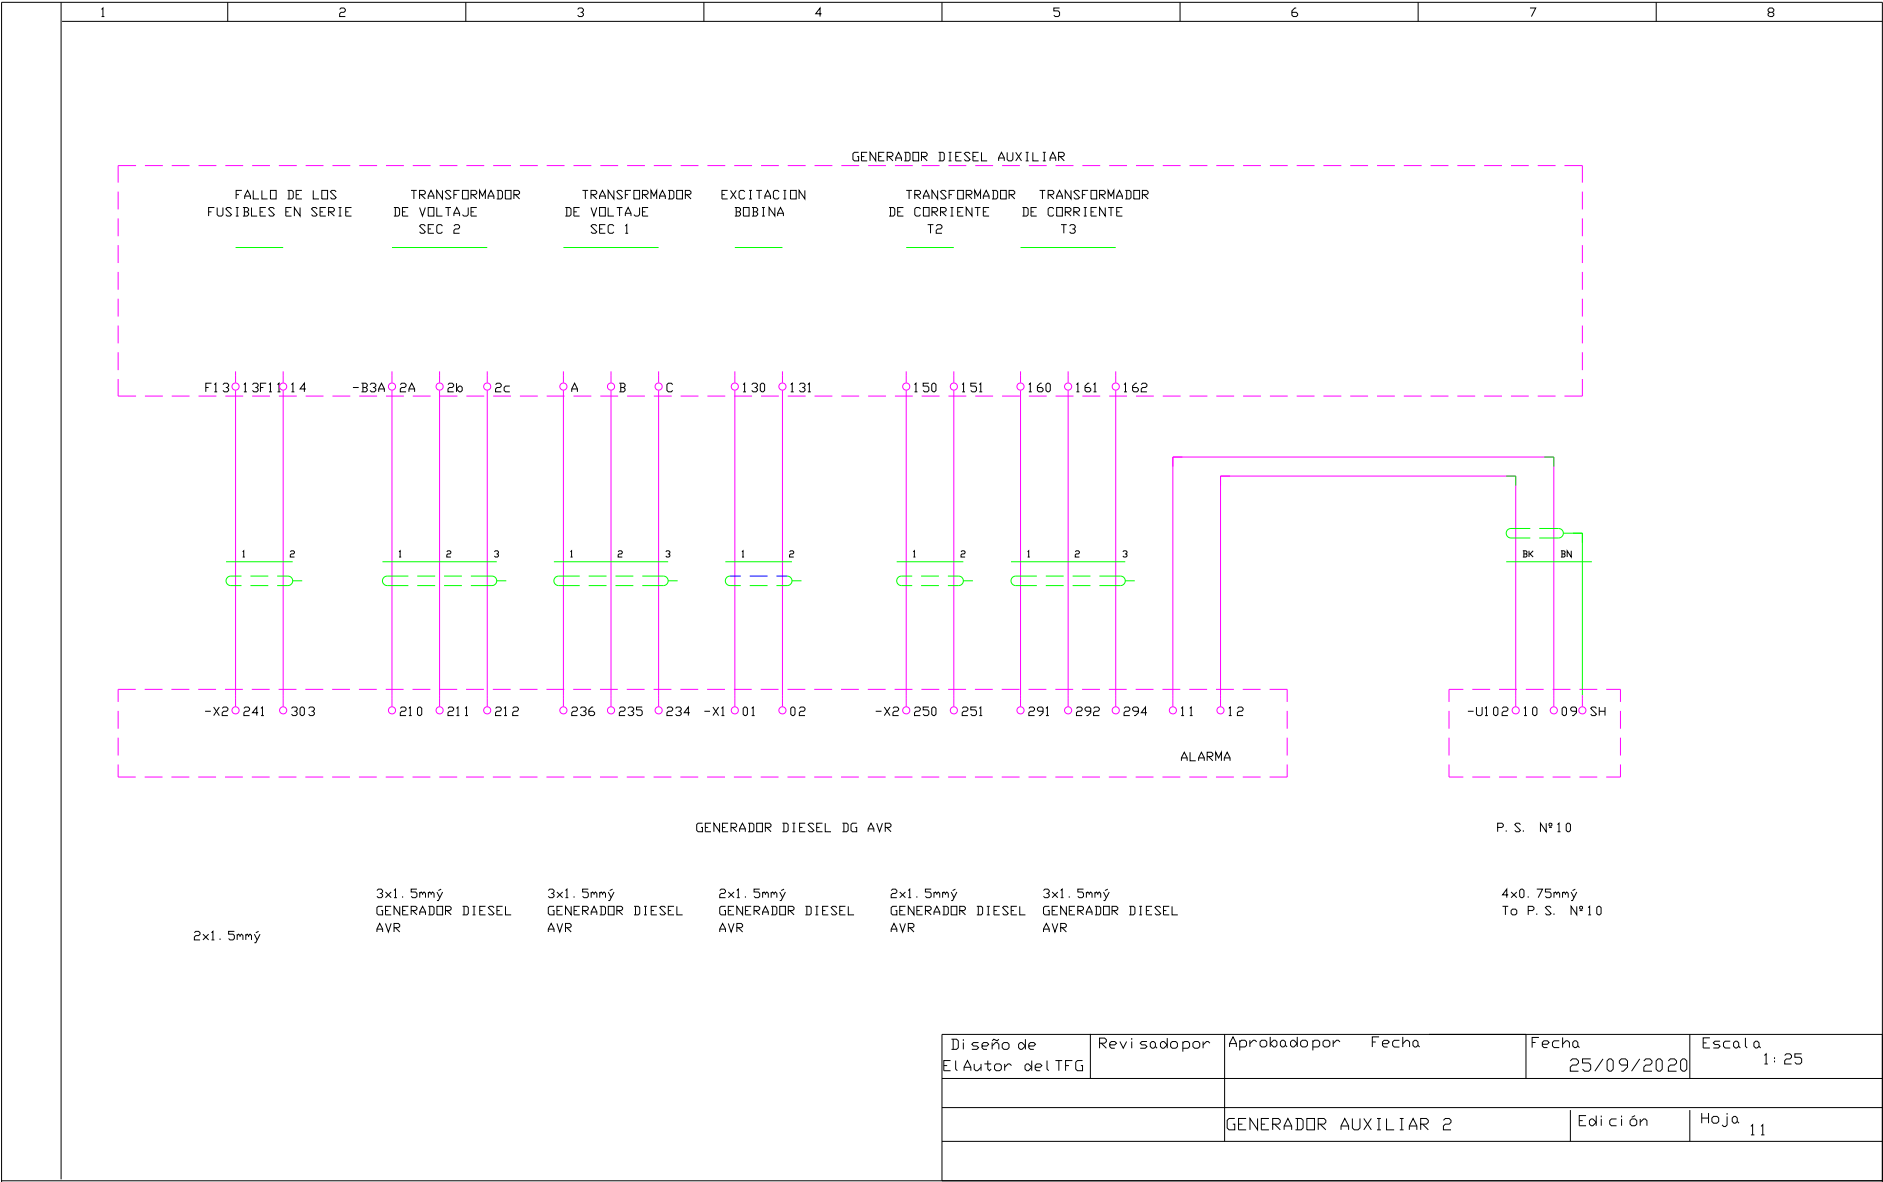 1 2 3 4 5 6 7 8
GENERADOR DIESEL AUXILIAR
FALLO DE LOS
FUSIBLES EN SERIE
TRANSFORMADOR
DE VOLTAJE
SEC 2
TRANSFORMADOR
DE VOLTAJE
SEC 1
EXCITACION
BOBINA
TRANSFORMADOR
DE CORRIENTE
T2
TRANSFORMADOR
DE CORRIENTE
T3
F13 13 F11 14 -B3A 2A 2b 2c A B C 130 131 150 151 160 161 162
1 2 1 2 3 1 2 3 1 2 1 2 1 2 3 BK BN
-X2 241 303 210 211 212 236 235 234 -X1 01 02 -X2 250 251 291 292 294 11 12 -U102 10 09 SH
ALARMA
GENERADOR DIESEL DG AVR
P.S. Nº10
2x1.5mmý
3x1.5mmý
GENERADOR DIESEL
AVR
3x1.5mmý
GENERADOR DIESEL
AVR
2x1.5mmý
GENERADOR DIESEL
AVR
2x1.5mmý
GENERADOR DIESEL
AVR
3x1.5mmý
GENERADOR DIESEL
AVR
4x0.75mmý
To P.S. Nº10
Diseño de
El Autor del TFG
Revisado por
Aprobado por Fecha
Fecha
25/09/2020
Escala
1:25
GENERADOR AUXILIAR 2
Edición
Hoja
11